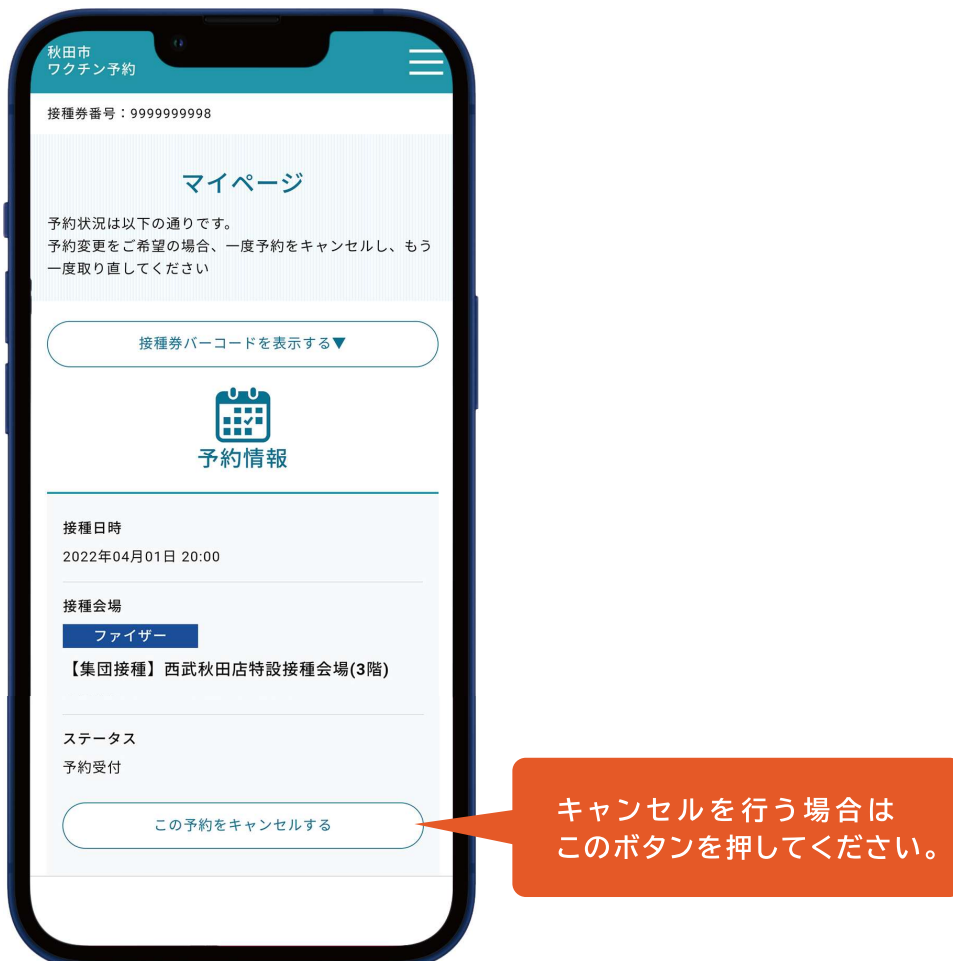 秋田市
ワクチン予約
接種券番号：9999999998
マイページ
予約状況は以下の通りです。
予約変更をご希望の場合、一度予約をキャンセルし、もう
一度取り直してください
接種券バーコードを表示する▼
予約情報
接種日時
2022年04月01日 20:00
接種会場
ファイザー
【集団接種】西武秋田店特設接種会場(3階)
ステータス
予約受付
この予約をキャンセルする
キャンセルを行う場合は
このボタンを押してください。